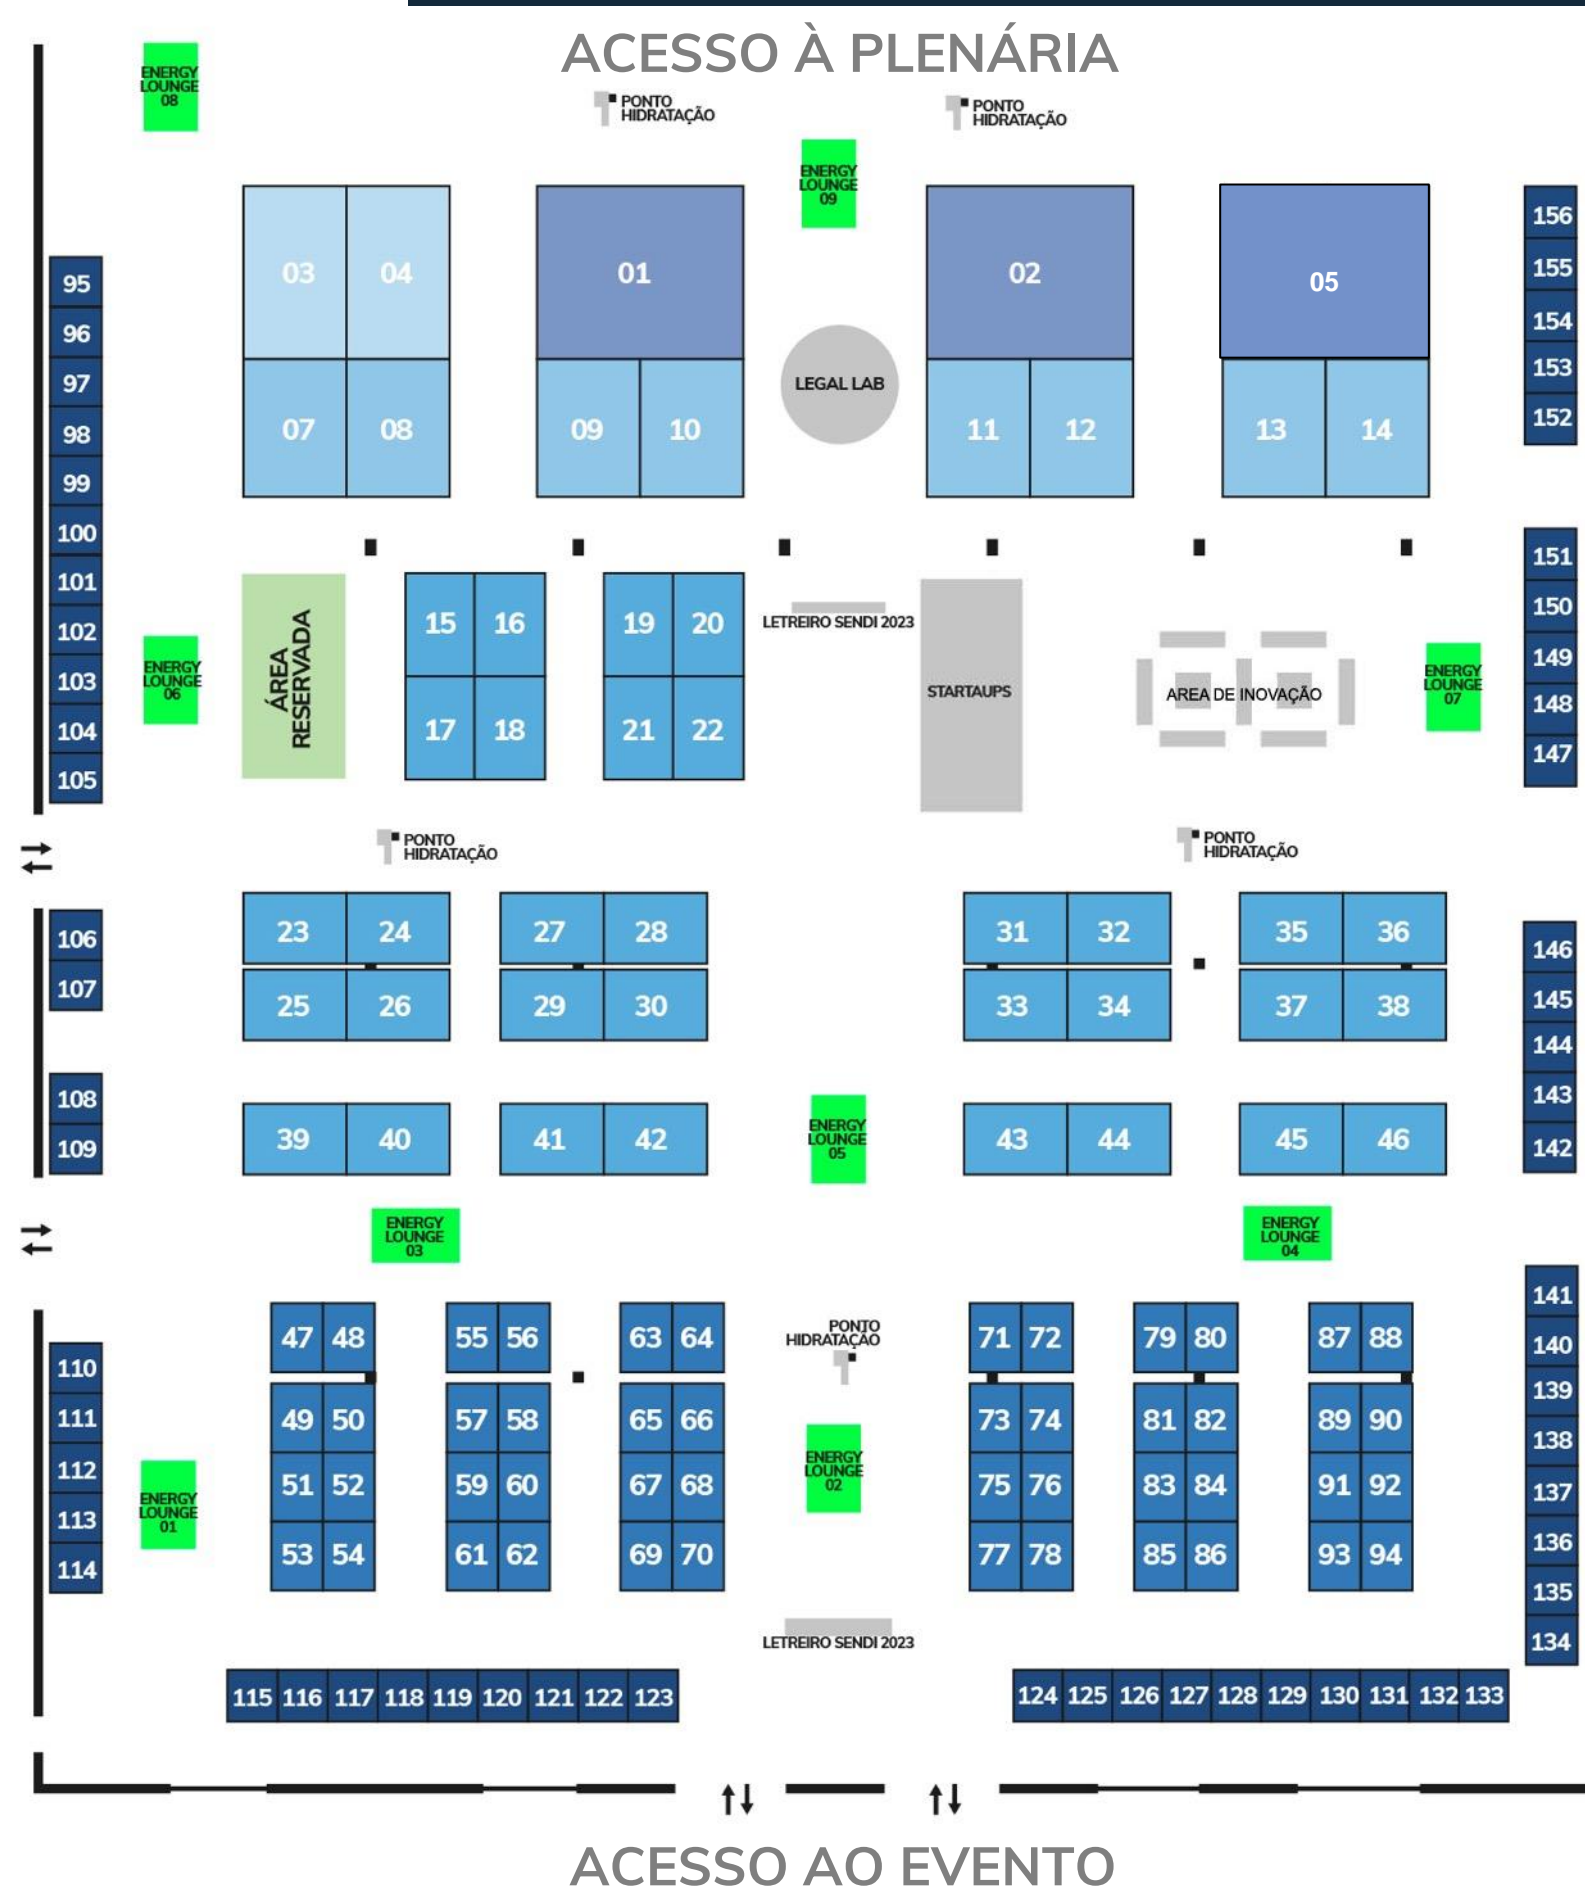 ACESSO À PLENÁRIA
ENERGY
LOUNGE
08
PONTO
HIDRATAÇÃO
PONTO
HIDRATAÇÃO
ENERGY
LOUNGE
09
03 04 01 02 05
07 08 09 10 11 12 13 14
LEGAL LAB
95
96
97
98
99
100
101
102
103
104
105
156
155
154
153
152
151
150
149
148
147
ENERGY
LOUNGE
06
ÁREA
RESERVADA
15 16 19 20
17 18 21 22
LETREIRO SENDI 2023
STARTAUPS
AREA DE INOVAÇÃO
ENERGY
LOUNGE
07
PONTO
HIDRATAÇÃO
PONTO
HIDRATAÇÃO
106
107
108
109
23 24 27 28 31 32 35 36
25 26 29 30 33 34 37 38
39 40 41 42 43 44 45 46
146
145
144
143
142
ENERGY
LOUNGE
05
ENERGY
LOUNGE
03
ENERGY
LOUNGE
04
47 48 55 56 63 64 71 72 79 80 87 88
49 50 57 58 65 66 73 74 81 82 89 90
51 52 59 60 67 68 75 76 83 84 91 92
53 54 61 62 69 70 77 78 85 86 93 94
PONTO
HIDRATAÇÃO
ENERGY
LOUNGE
02
110
111
112
113
114
ENERGY
LOUNGE
01
141
140
139
138
137
136
135
134
LETREIRO SENDI 2023
115 116 117 118 119 120 121 122 123
124 125 126 127 128 129 130 131 132 133
ACESSO AO EVENTO